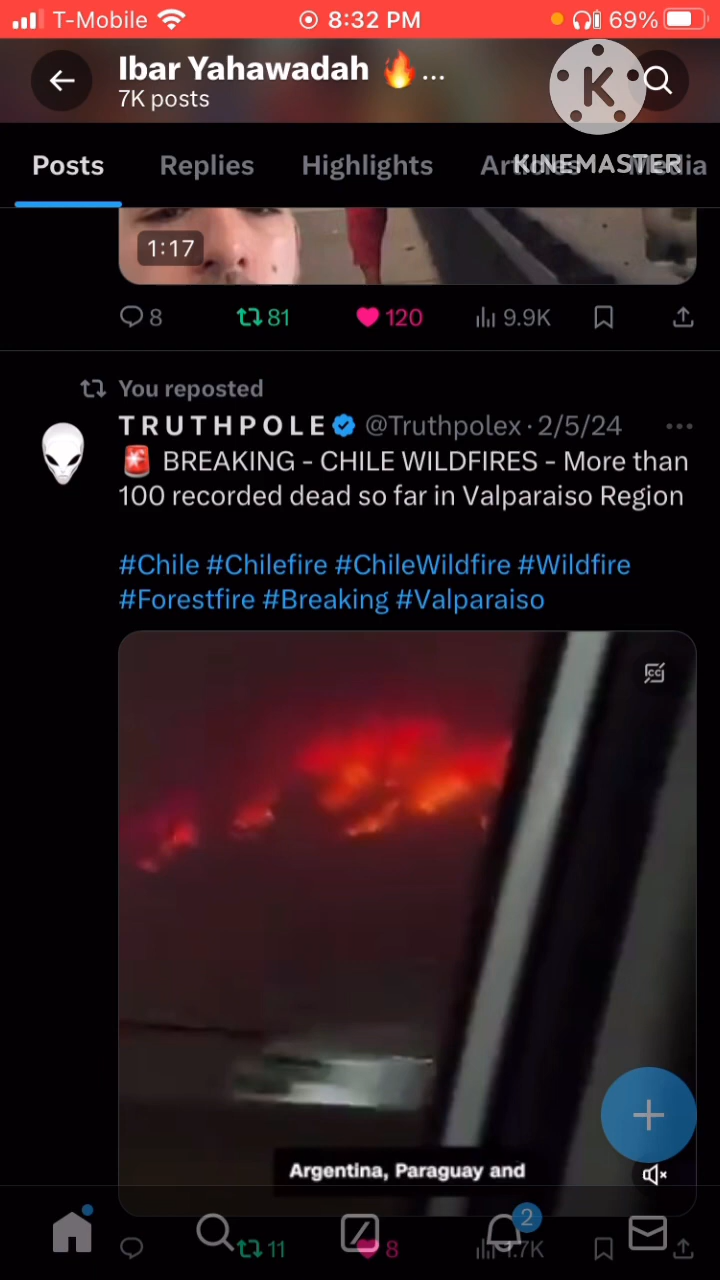 T-Mobile 8:32 PM 69%
Ibar Yahawadah 🔥...
7K posts
K
KINEMASTER
Posts Replies Highlights Articles Media
1:17
8 81 120 9.9K
You reposted
TRUTHPOLE @Truthpolex · 2/5/24 ...
🚨 BREAKING - CHILE WILDFIRES - More than
100 recorded dead so far in Valparaiso Region
#Chile #Chilefire #ChileWildfire #Wildfire
#Forestfire #Breaking #Valparaiso
CC
Argentina, Paraguay and
2
11 8 1.7K